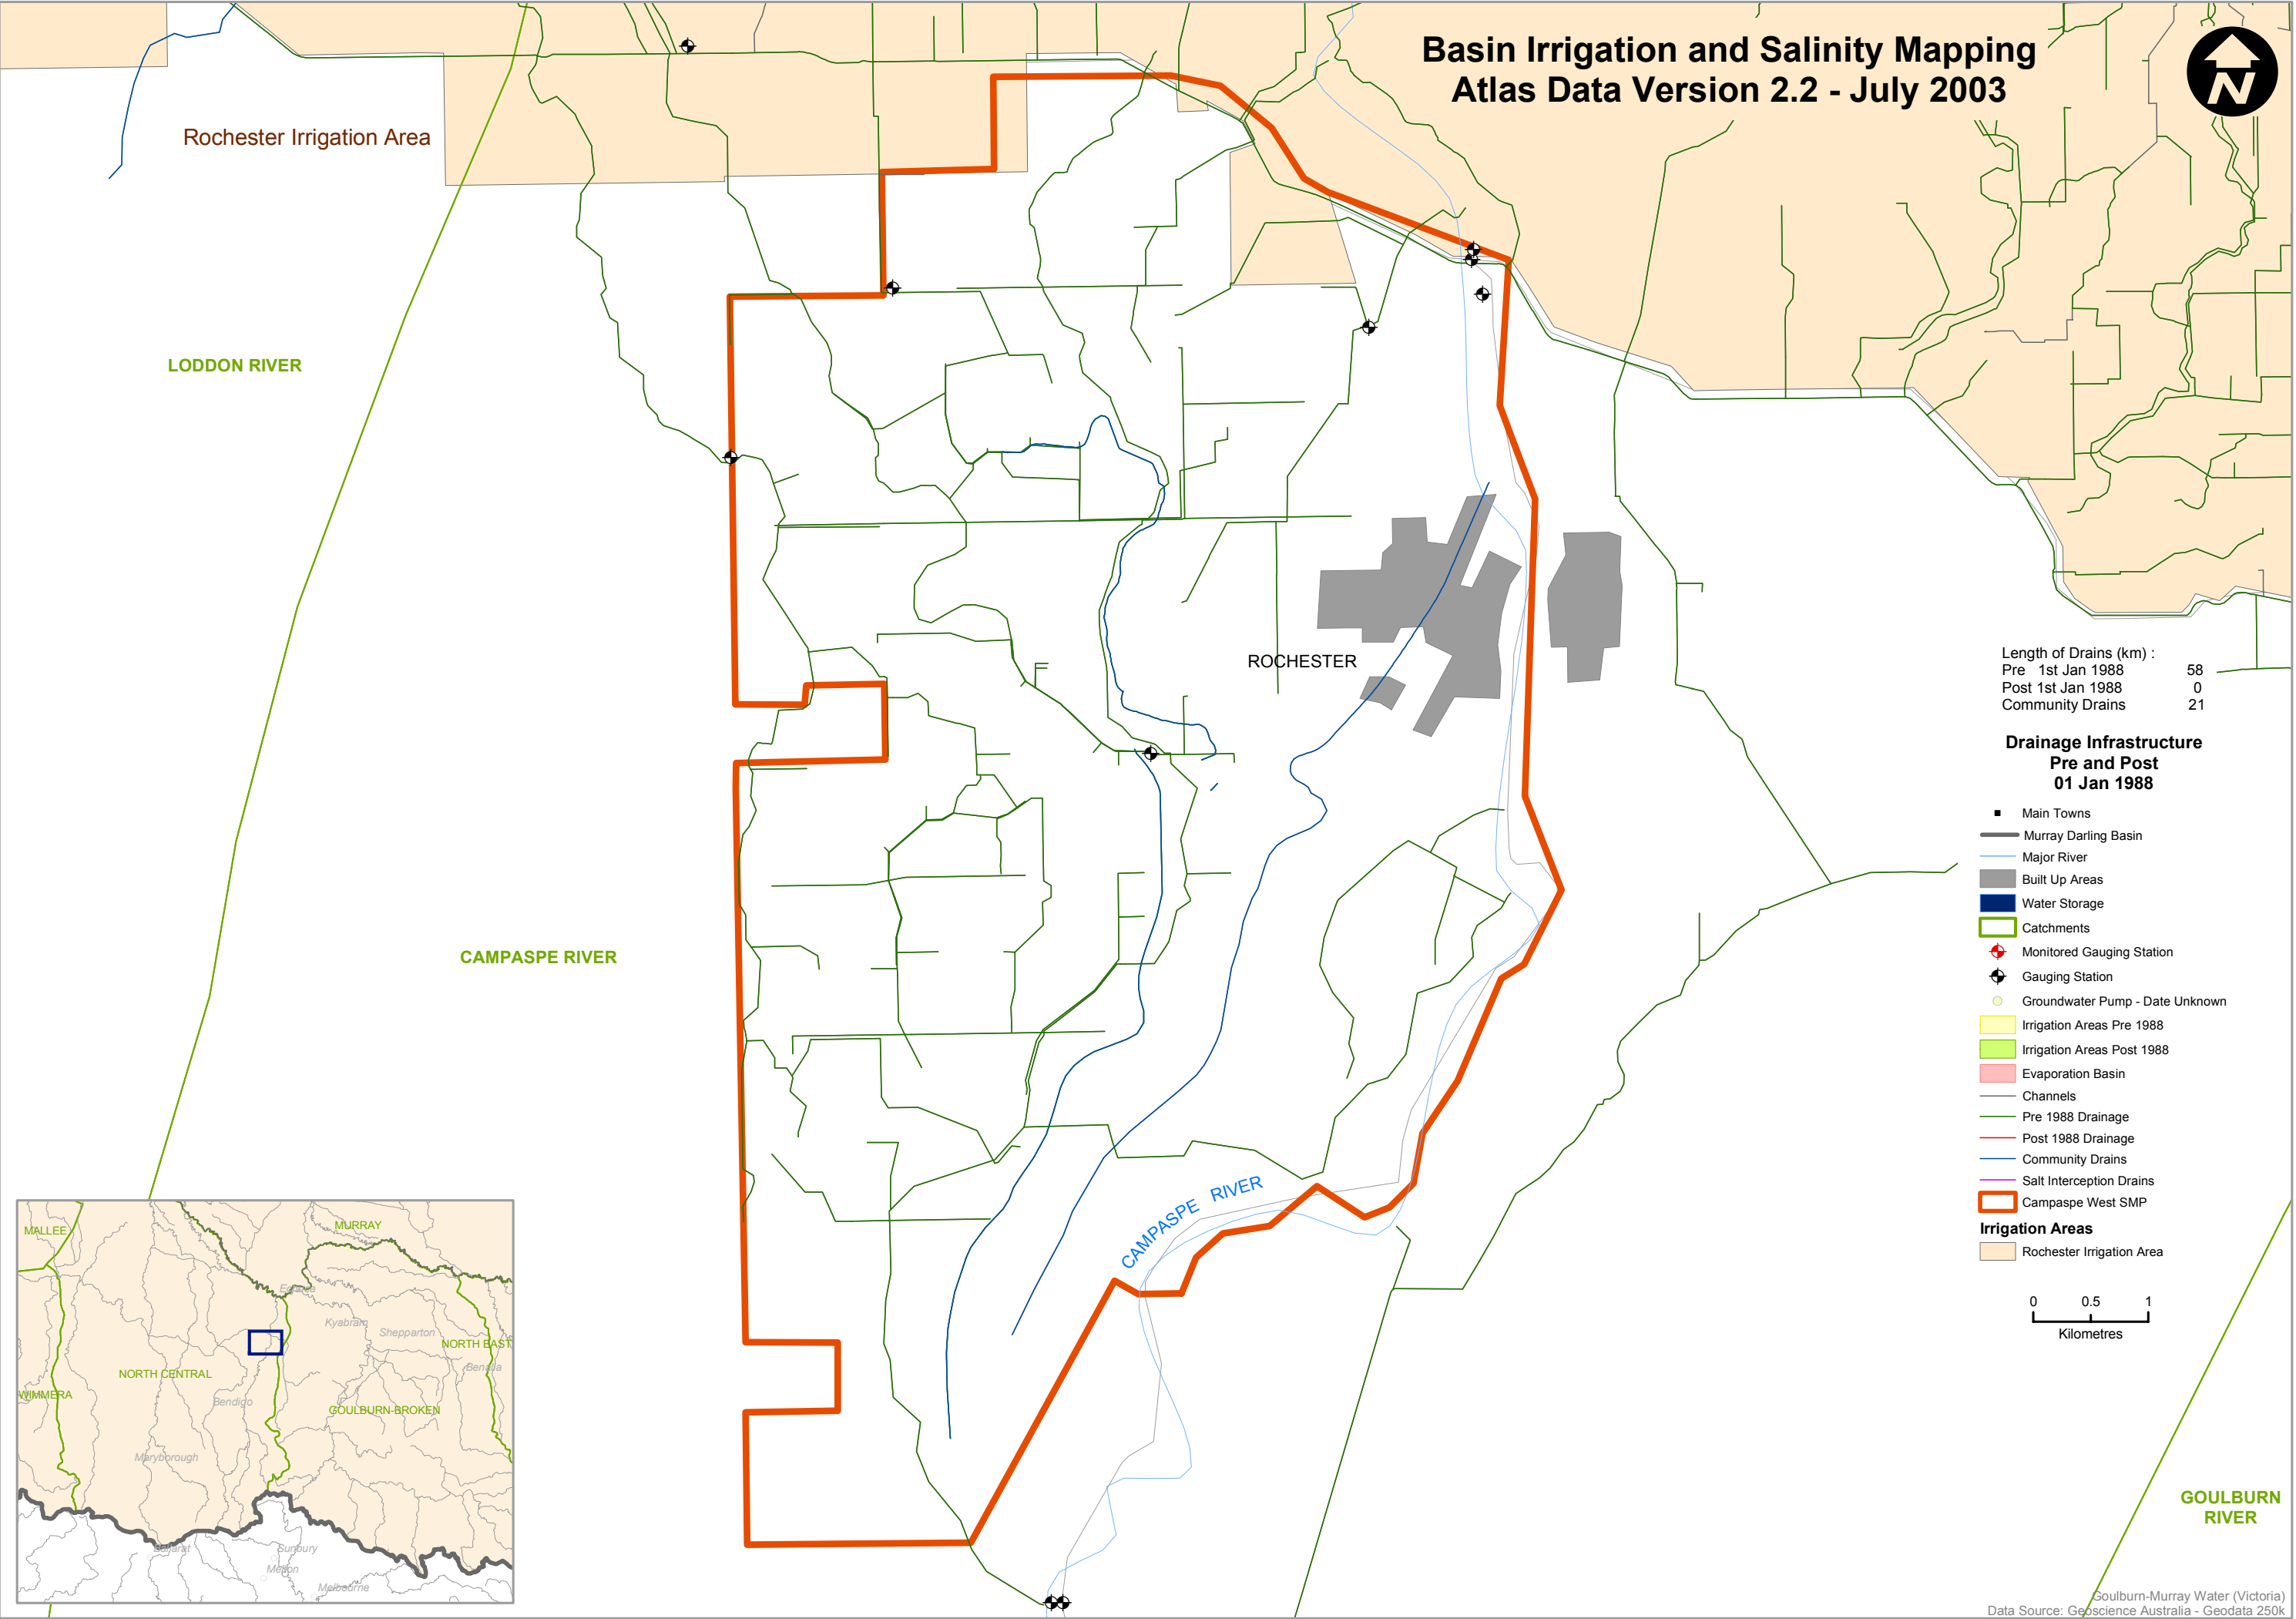 Basin Irrigation and Salinity Mapping
Atlas Data Version 2.2 - July 2003
N
Rochester Irrigation Area
LODDON RIVER
ROCHESTER
CAMPASPE RIVER
CAMPASPE RIVER
GOULBURN
RIVER
Length of Drains (km) :
Pre 1st Jan 1988 58
Post 1st Jan 1988 0
Community Drains 21
Drainage Infrastructure
Pre and Post
01 Jan 1988
Main Towns
Murray Darling Basin
Major River
Built Up Areas
Water Storage
Catchments
Monitored Gauging Station
Gauging Station
Groundwater Pump - Date Unknown
Irrigation Areas Pre 1988
Irrigation Areas Post 1988
Evaporation Basin
Channels
Pre 1988 Drainage
Post 1988 Drainage
Community Drains
Salt Interception Drains
Campaspe West SMP
Irrigation Areas
Rochester Irrigation Area
0 0.5 1
Kilometres
MALLEE
MURRAY
Echuca
Kyabram
Shepparton
NORTH EAST
Benalla
NORTH CENTRAL
WIMMERA
Bendigo
GOULBURN-BROKEN
Maryborough
Ballarat
Sunbury
Melton
Melbourne
Goulburn-Murray Water (Victoria)
Data Source: Geoscience Australia - Geodata 250k